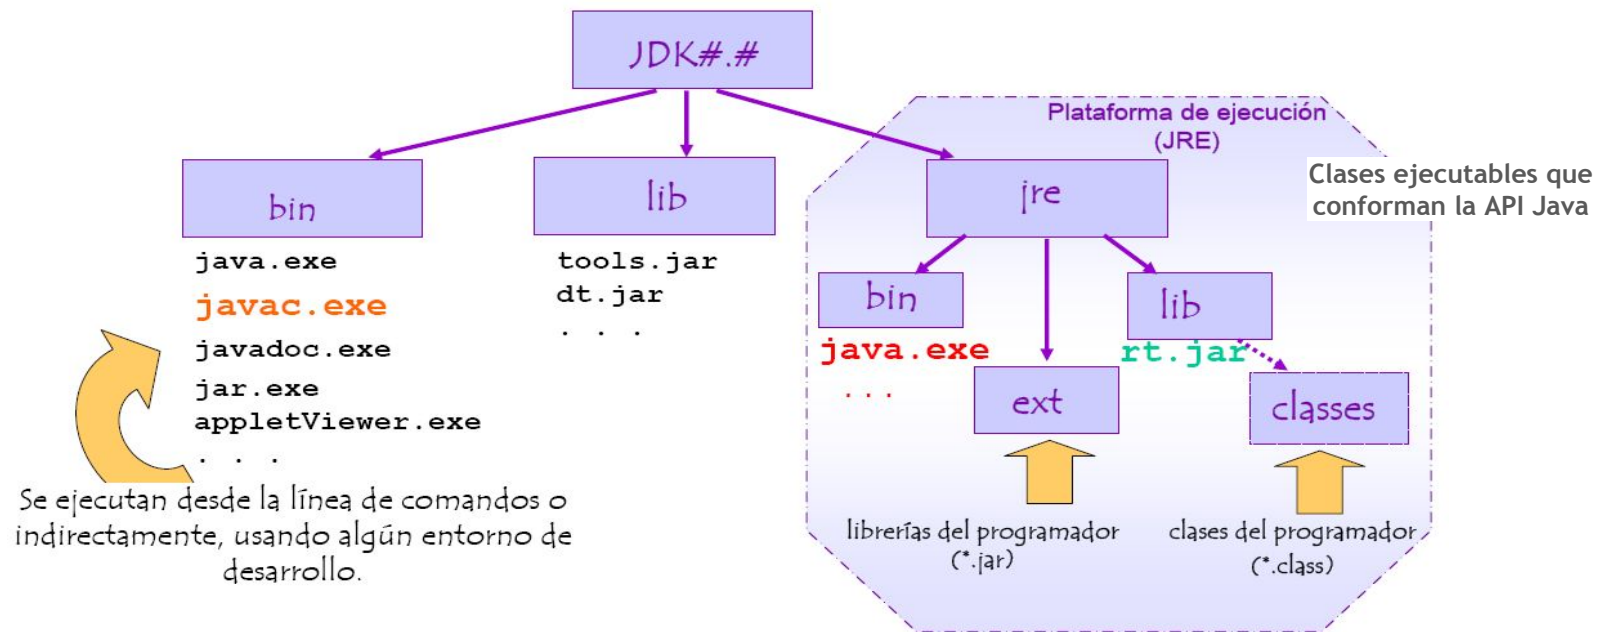 JDK#.#
Plataforma de ejecución
(JRE)
Clases ejecutables que
conforman la API Java
bin
lib
jre
java.exe
javac.exe
javadoc.exe
jar.exe
appletViewer.exe
. . .
tools.jar
dt.jar
. . .
bin
lib
java.exe
...
rt.jar
ext
classes
Se ejecutan desde la línea de comandos o
indirectamente, usando algún entorno de
desarrollo.
librerías del programador
(*.jar)
clases del programador
(*.class)